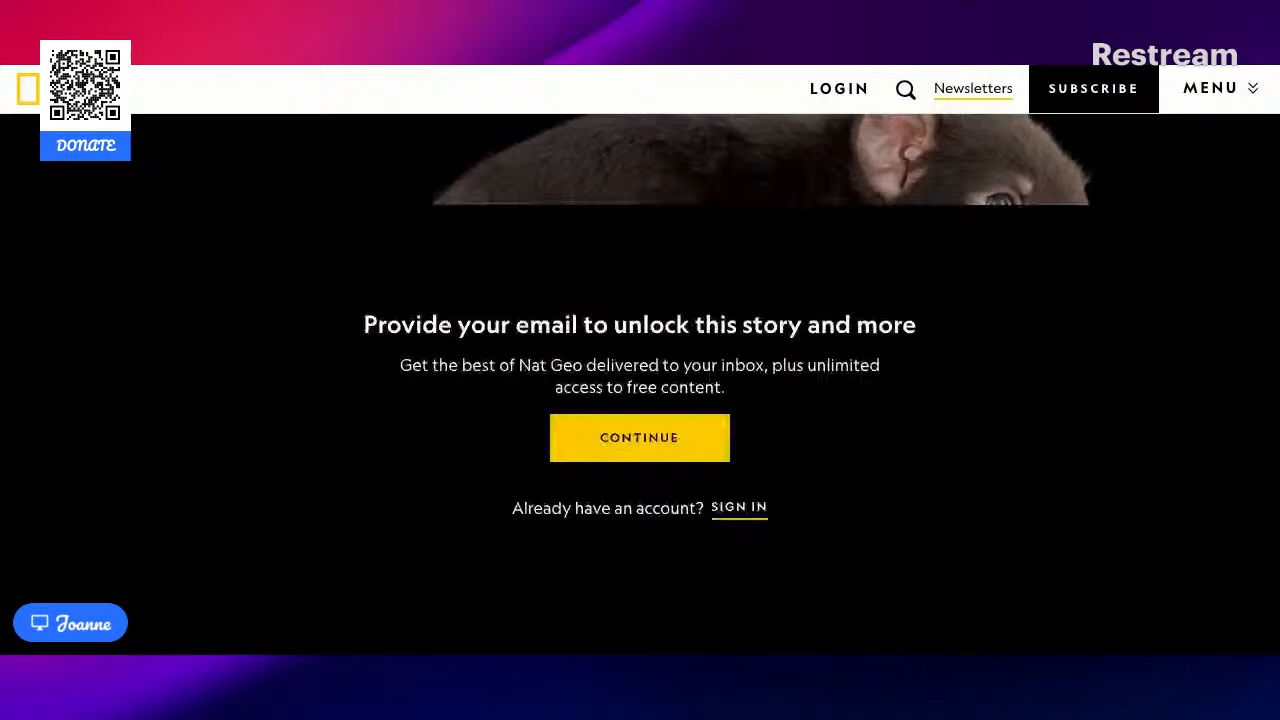 Restream
LOGIN
Newsletters
SUBSCRIBE
MENU
DONATE
Provide your email to unlock this story and more
Get the best of Nat Geo delivered to your inbox, plus unlimited
access to free content.
CONTINUE
Already have an account? SIGN IN
Joanne